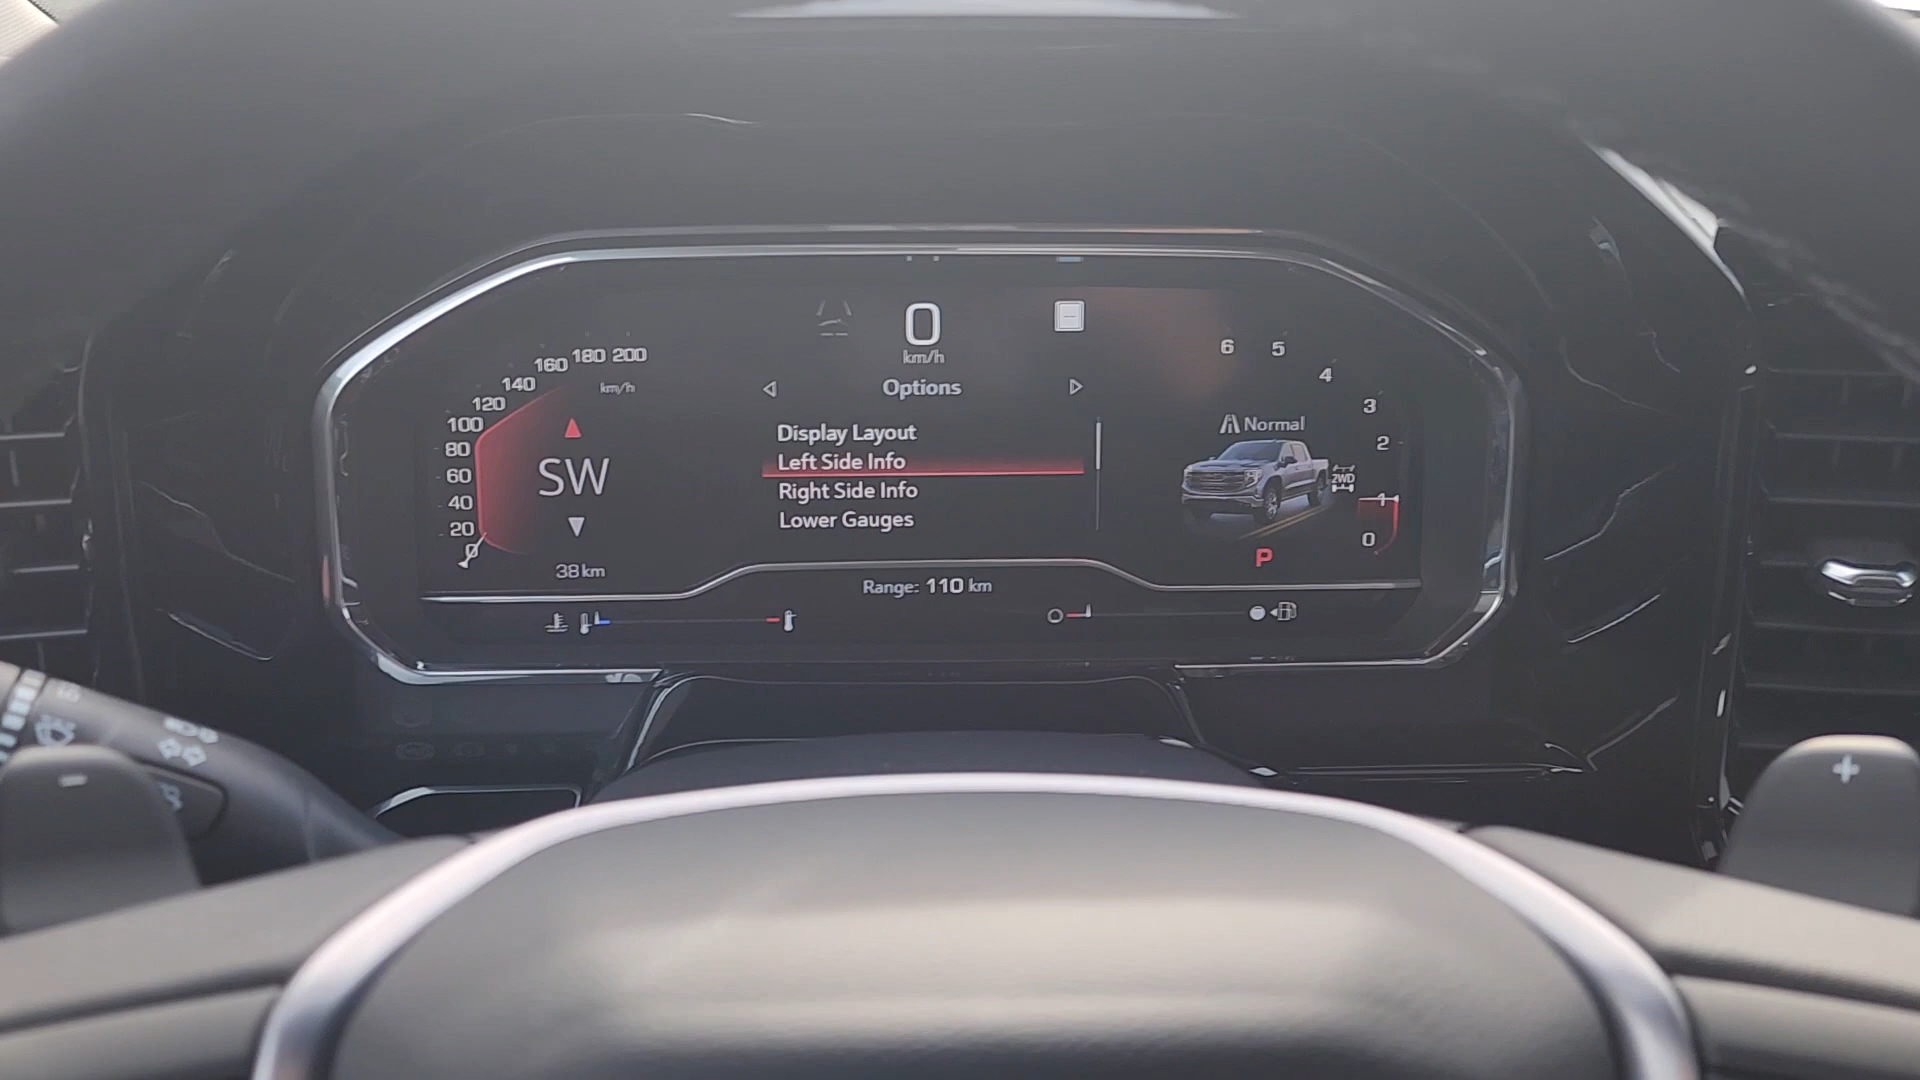 0
km/h
Options
Display Layout
Left Side Info
Right Side Info
Lower Gauges
200
180
160
140
120
100
80
60
40
20
0
km/h
SW
38 km
6
5
4
3
2
1
0
Normal
2WD
P
Range: 110 km
-
+